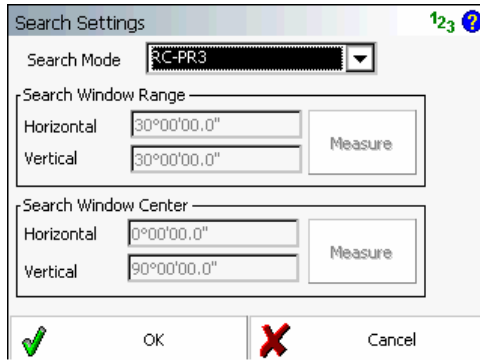 Search Settings 123 ?
Search Mode RC-PR3
Search Window Range
Horizontal 30°00'00.0"
Vertical 30°00'00.0"
Measure
Search Window Center
Horizontal 0°00'00.0"
Vertical 90°00'00.0"
Measure
OK Cancel